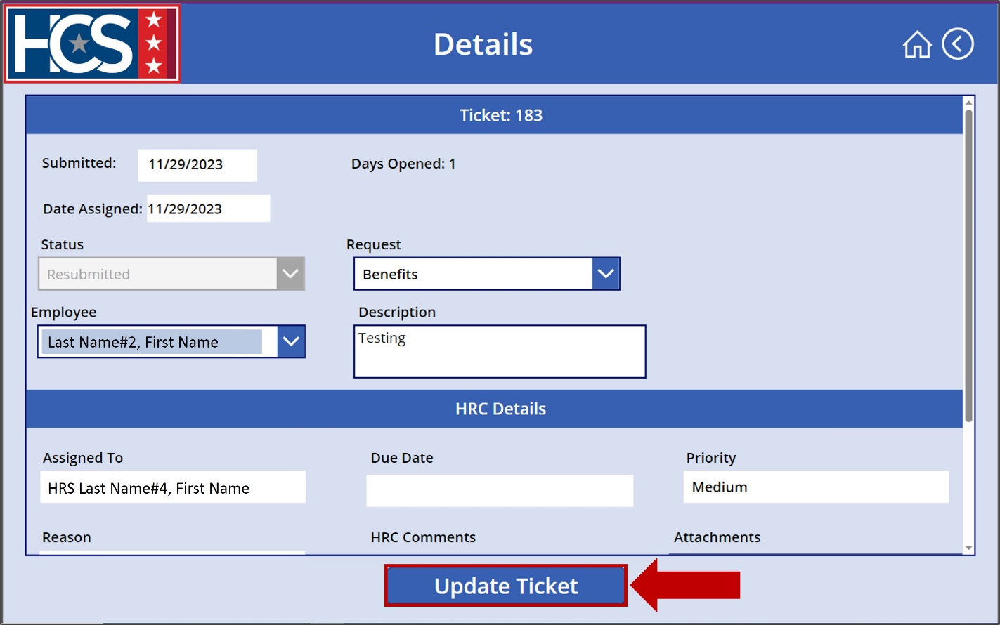 HCS
Details
Ticket: 183
Submitted: 11/29/2023 Days Opened: 1
Date Assigned: 11/29/2023
Status Request
Resubmitted Benefits
Employee Description
Last Name#2, First Name Testing
HRC Details
Assigned To Due Date Priority
HRS Last Name#4, First Name Medium
Reason HRC Comments Attachments
Update Ticket